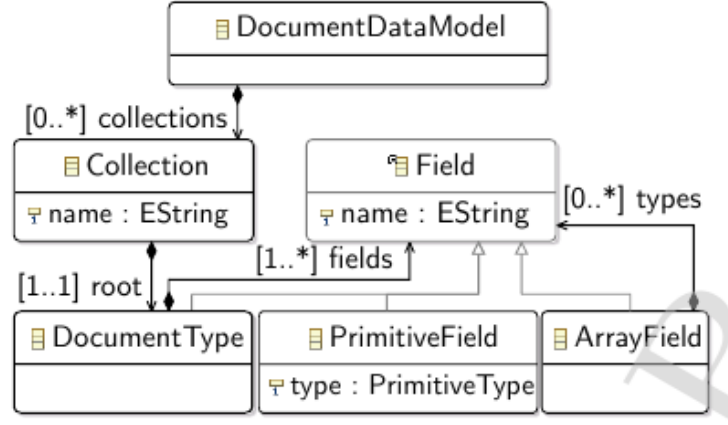 DocumentDataModel
[0..*] collections
Collection
name : EString
Field
name : EString
[0..*] types
[1..*] fields
[1..1] root
DocumentType
PrimitiveField
type : PrimitiveType
ArrayField